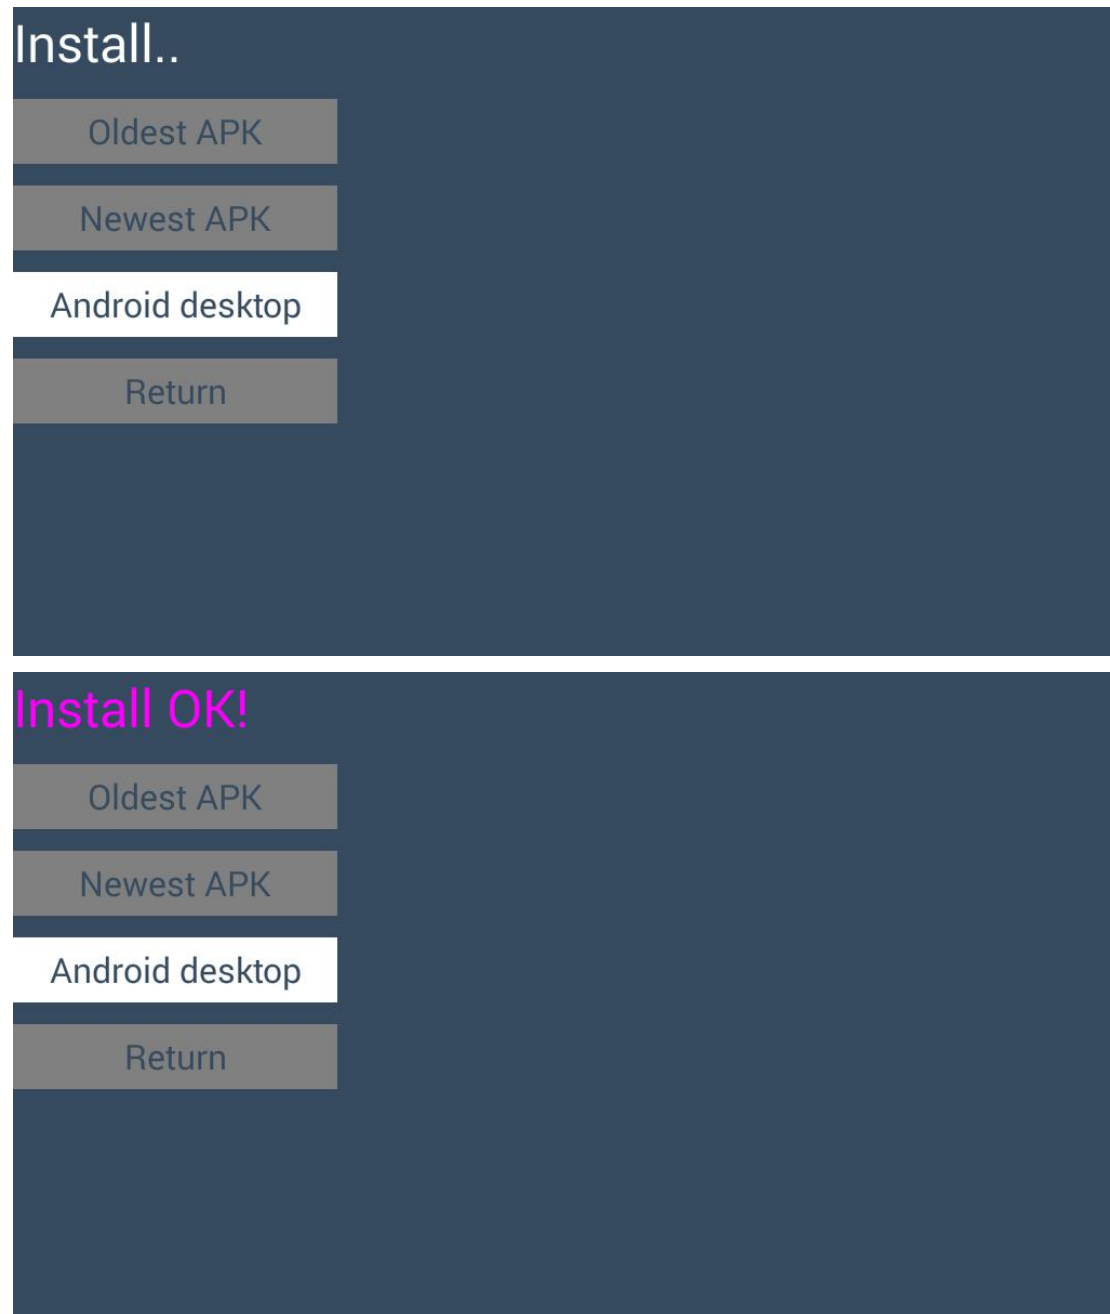 Install..
Oldest APK
Newest APK
Android desktop
Return
Install OK!
Oldest APK
Newest APK
Android desktop
Return